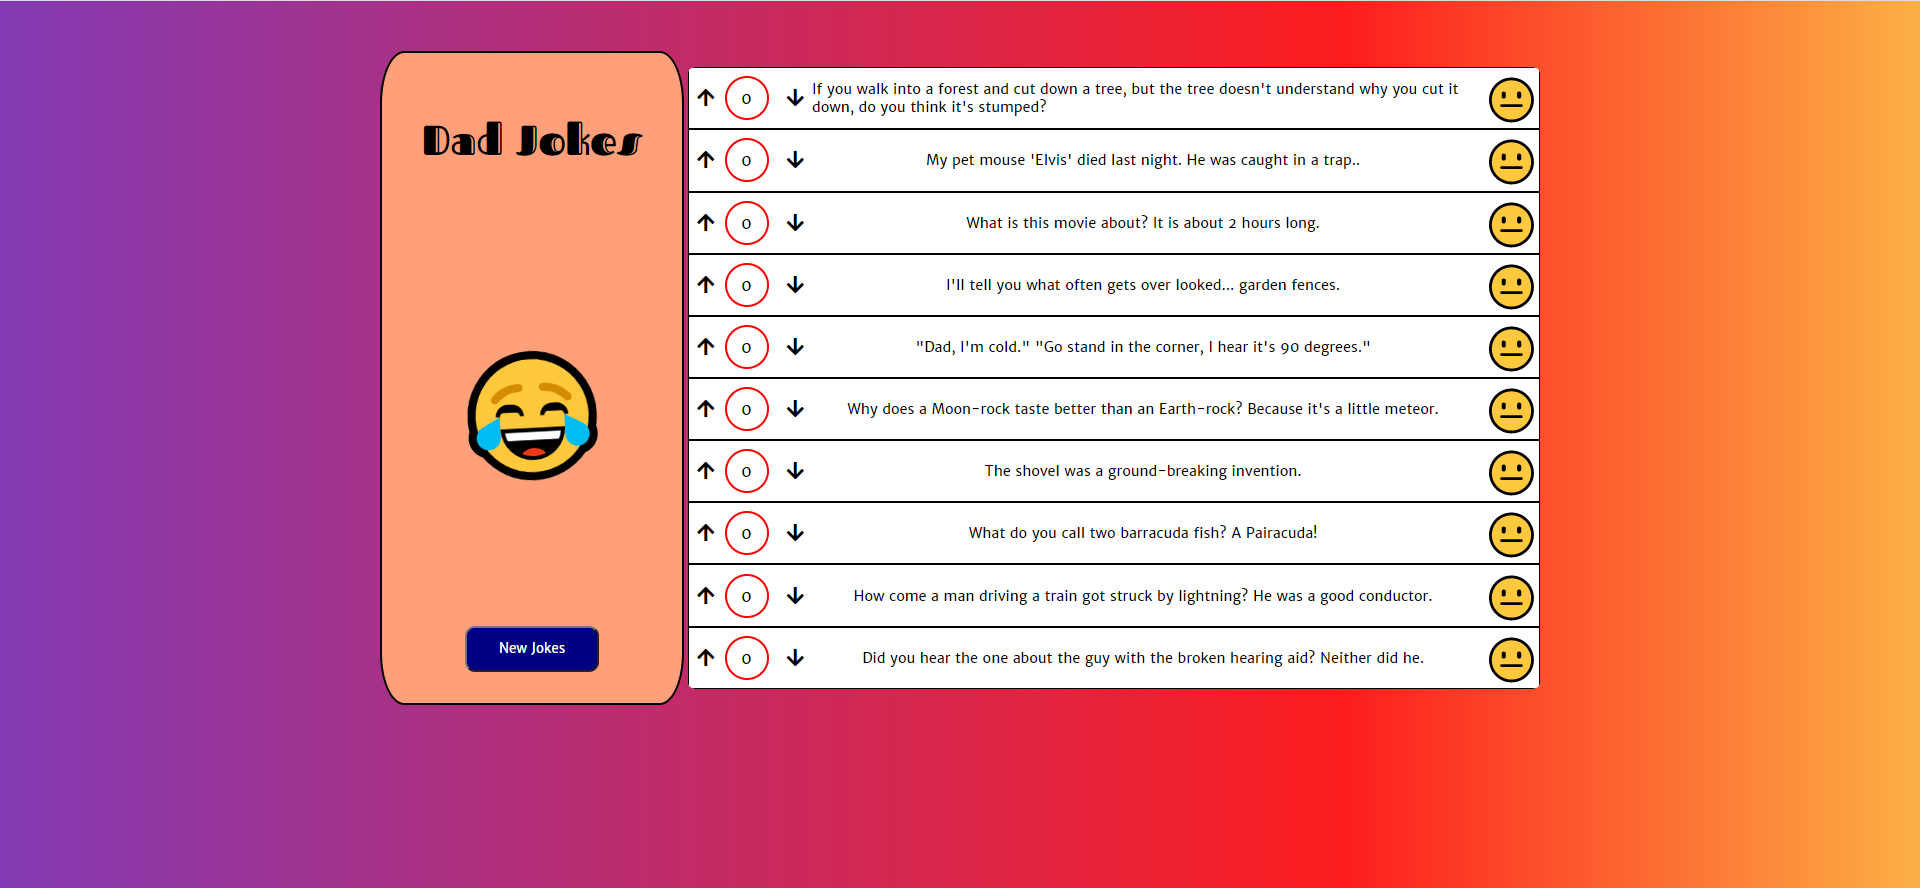 Dad Jokes
New Jokes
0 If you walk into a forest and cut down a tree, but the tree doesn't understand why you cut it
down, do you think it's stumped?
0 My pet mouse 'Elvis' died last night. He was caught in a trap..
0 What is this movie about? It is about 2 hours long.
0 I'll tell you what often gets over looked... garden fences.
0 "Dad, I'm cold." "Go stand in the corner, I hear it's 90 degrees."
0 Why does a Moon-rock taste better than an Earth-rock? Because it's a little meteor.
0 The shovel was a ground-breaking invention.
0 What do you call two barracuda fish? A Pairacuda!
0 How come a man driving a train got struck by lightning? He was a good conductor.
0 Did you hear the one about the guy with the broken hearing aid? Neither did he.